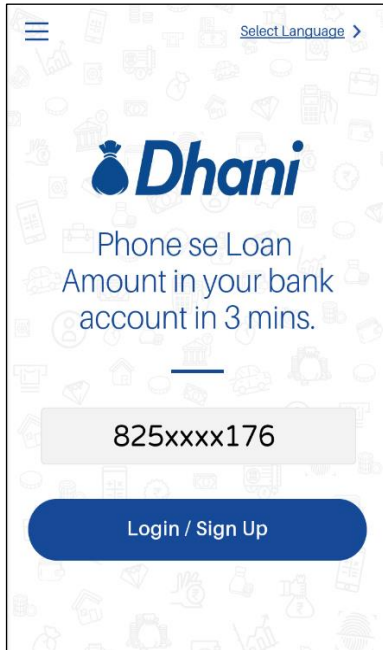 Select Language
Dhani
Phone se Loan
Amount in your bank
account in 3 mins.
825xxxx176
Login / Sign Up